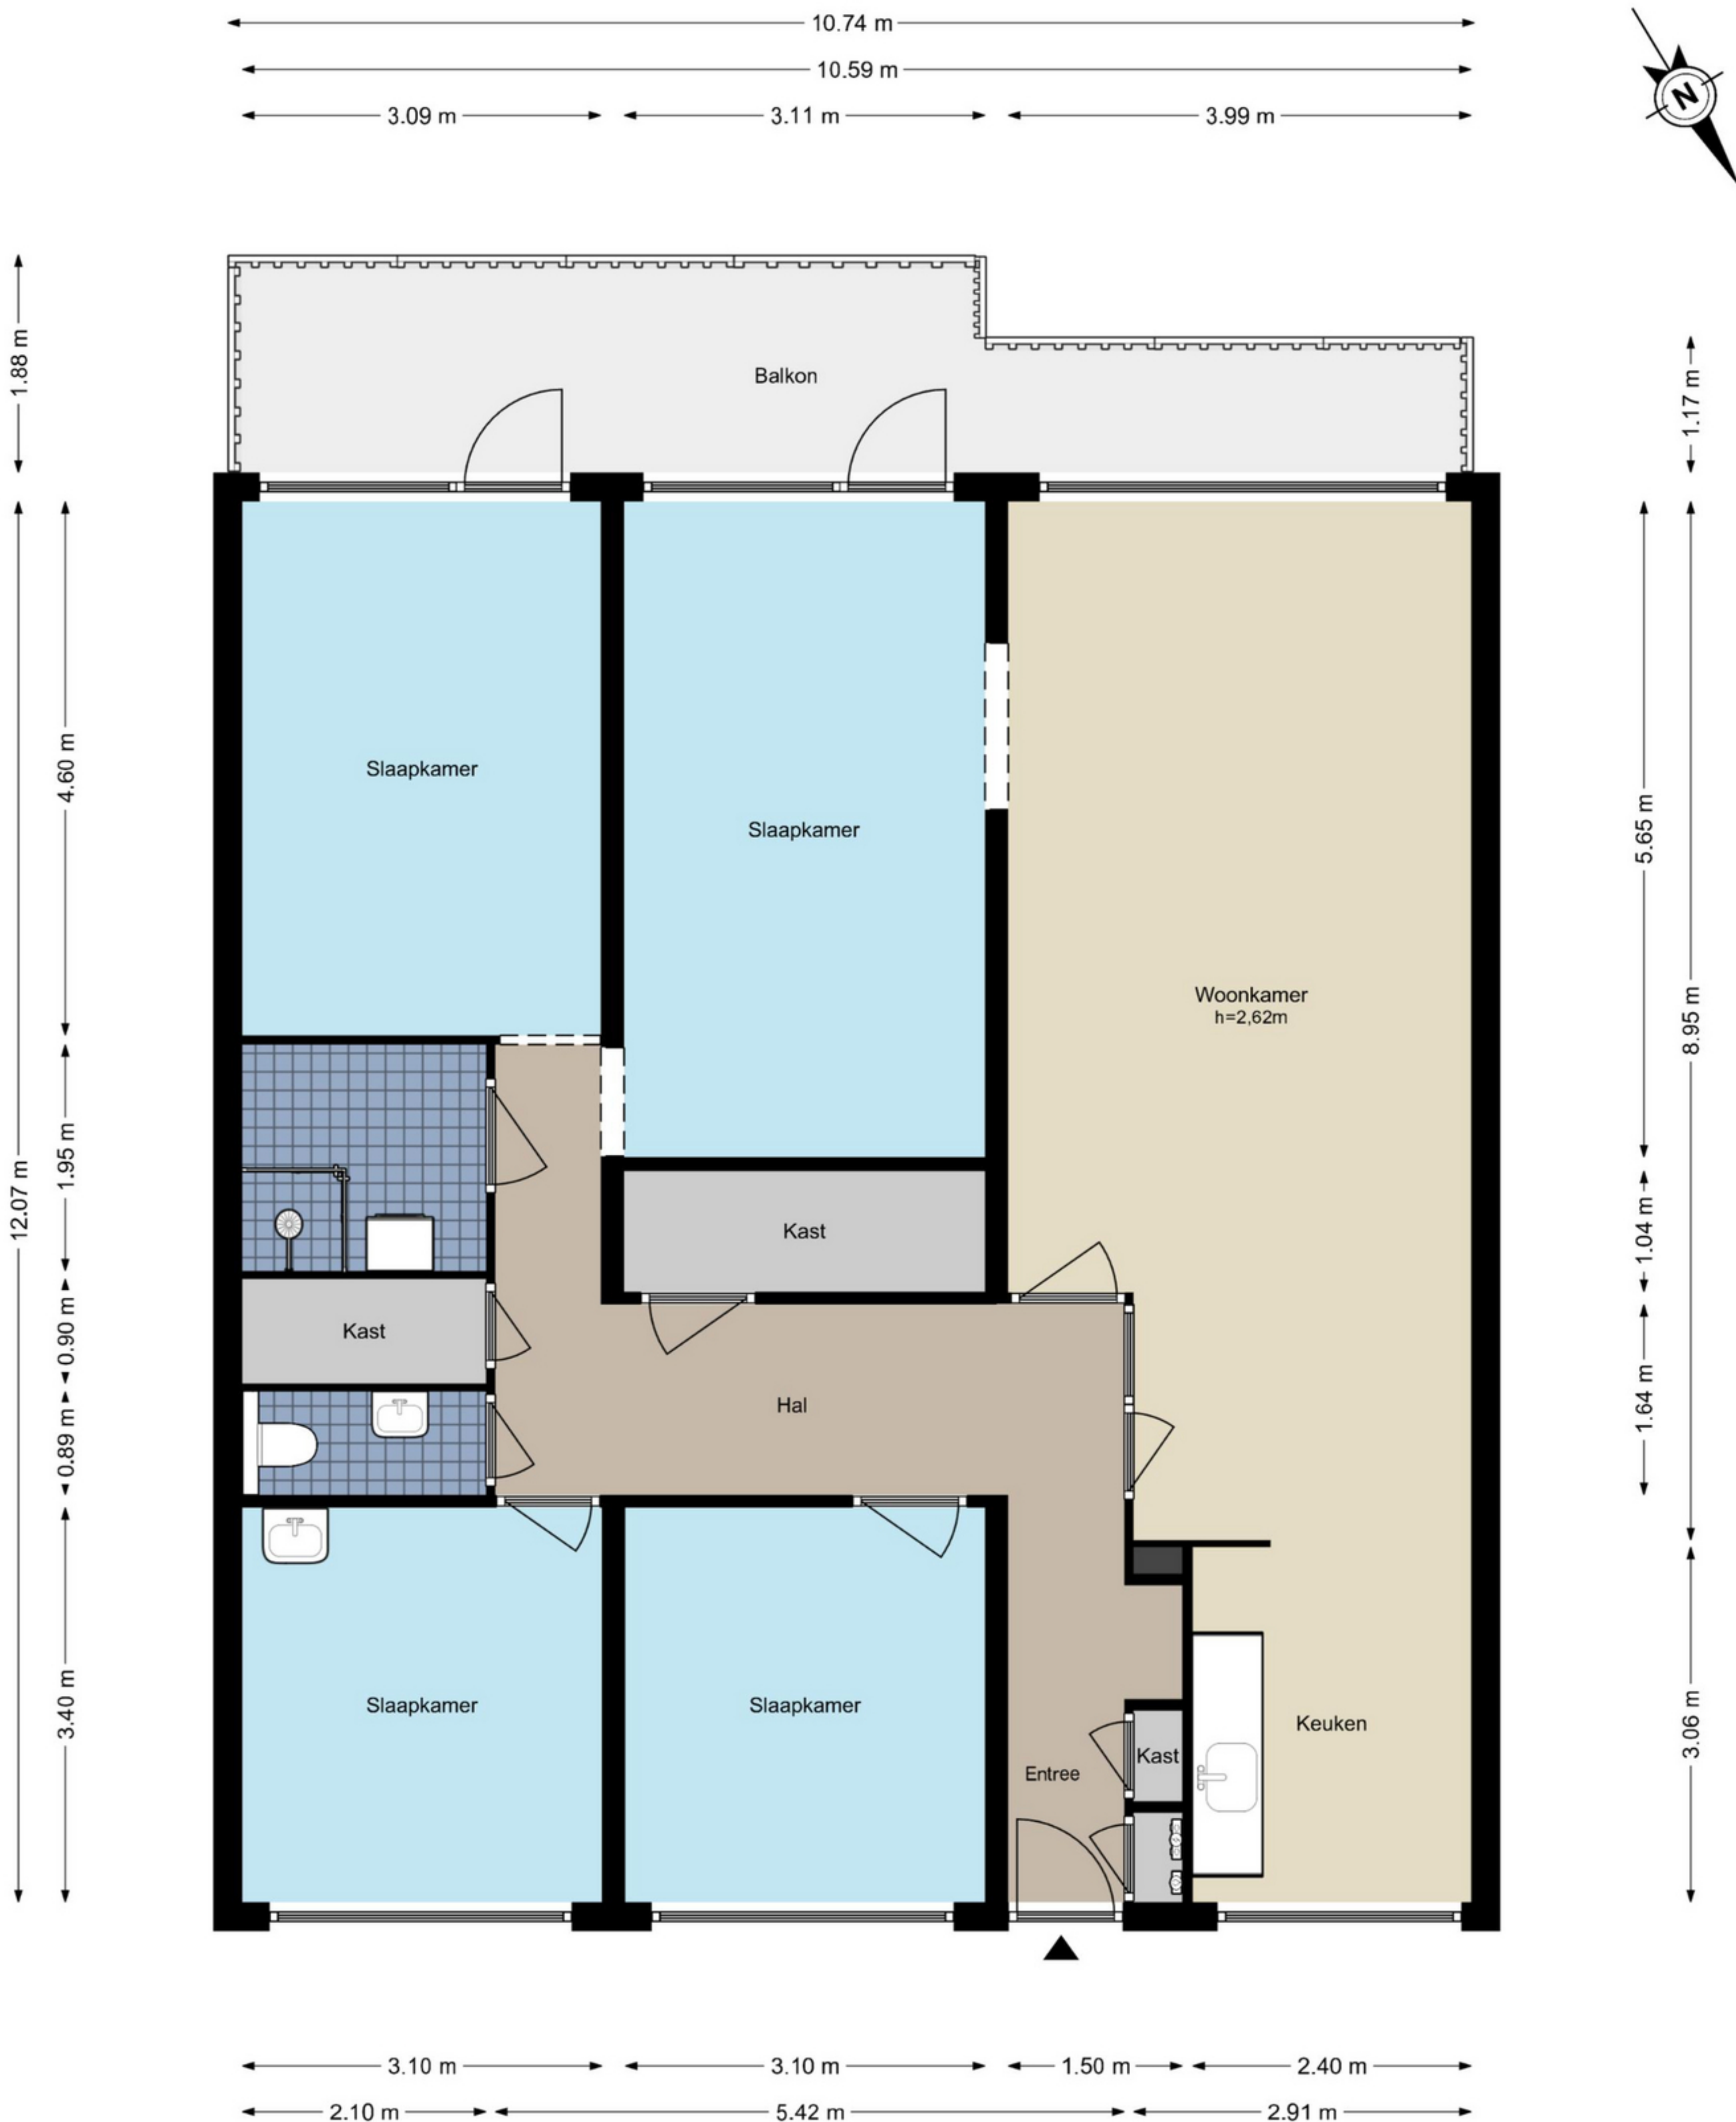 10.74 m
10.59 m
3.09 m
3.11 m
3.99 m
N
1.88 m
1.17 m
Balkon
4.60 m
5.65 m
Slaapkamer
Slaapkamer
Woonkamer
h=2,62m
8.95 m
1.95 m
12.07 m
Kast
1.04 m
0.90 m
Kast
Hal
1.64 m
0.89 m
3.40 m
Slaapkamer
Slaapkamer
Keuken
3.06 m
Kast
Entree
3.10 m
3.10 m
1.50 m
2.40 m
2.10 m
5.42 m
2.91 m